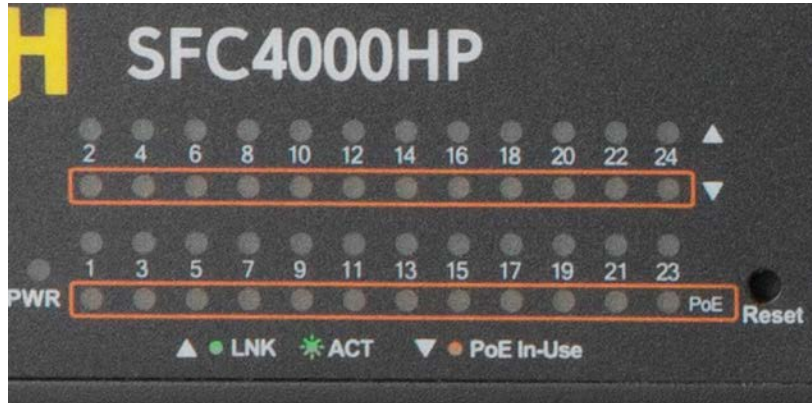 H SFC4000HP
2 4 6 8 10 12 14 16 18 20 22 24
1 3 5 7 9 11 13 15 17 19 21 23
PWR PoE Reset
LNK ACT PoE In-Use